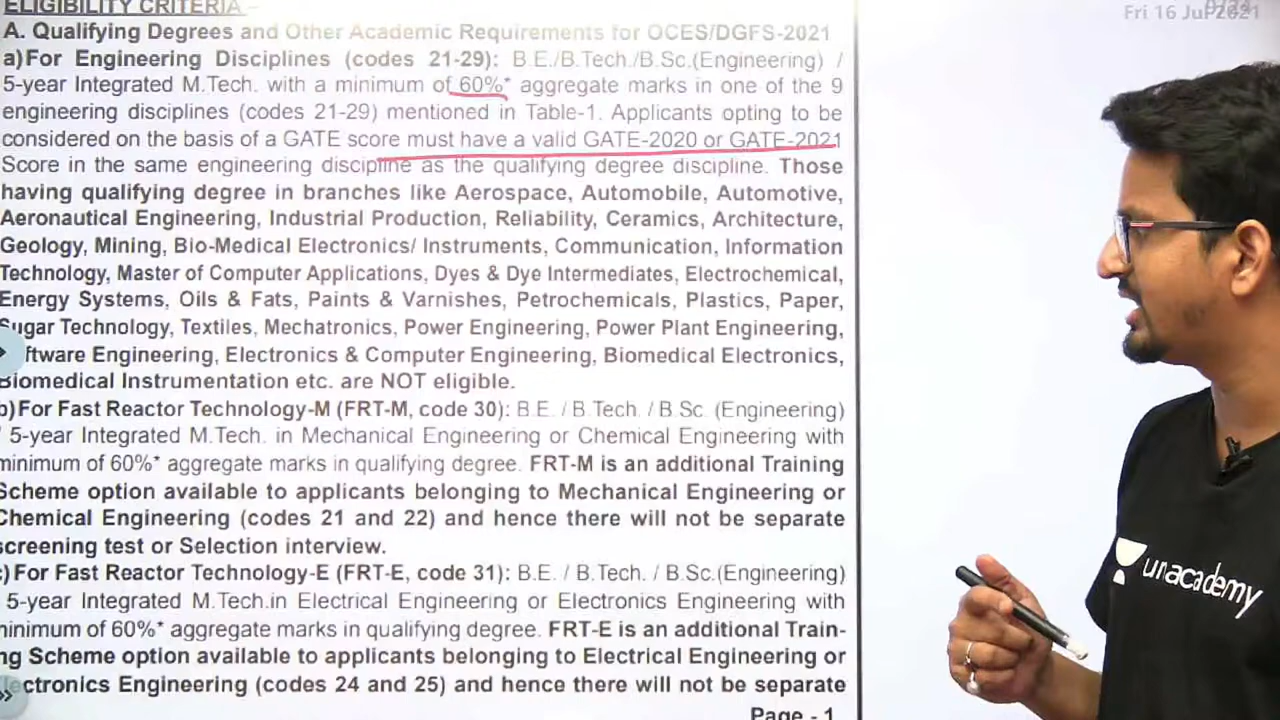 ELIGIBILITY CRITERIA -
Fri 16 Jul 2021
A. Qualifying Degrees and Other Academic Requirements for OCES/DGFS-2021
a)For Engineering Disciplines (codes 21-29): B.E./B.Tech./B.Sc.(Engineering) /
5-year Integrated M.Tech. with a minimum of 60%* aggregate marks in one of the 9
engineering disciplines (codes 21-29) mentioned in Table-1. Applicants opting to be
considered on the basis of a GATE score must have a valid GATE-2020 or GATE-2021
Score in the same engineering discipline as the qualifying degree discipline. Those
having qualifying degree in branches like Aerospace, Automobile, Automotive,
Aeronautical Engineering, Industrial Production, Reliability, Ceramics, Architecture,
Geology, Mining, Bio-Medical Electronics/ Instruments, Communication, Information
Technology, Master of Computer Applications, Dyes & Dye Intermediates, Electrochemical,
Energy Systems, Oils & Fats, Paints & Varnishes, Petrochemicals, Plastics, Paper,
Sugar Technology, Textiles, Mechatronics, Power Engineering, Power Plant Engineering,
ftware Engineering, Electronics & Computer Engineering, Biomedical Electronics,
Biomedical Instrumentation etc. are NOT eligible.
b)For Fast Reactor Technology-M (FRT-M, code 30): B.E. / B.Tech. / B.Sc. (Engineering)
/ 5-year Integrated M.Tech. in Mechanical Engineering or Chemical Engineering with
minimum of 60%* aggregate marks in qualifying degree. FRT-M is an additional Training
Scheme option available to applicants belonging to Mechanical Engineering or
Chemical Engineering (codes 21 and 22) and hence there will not be separate
screening test or Selection interview.
c)For Fast Reactor Technology-E (FRT-E, code 31): B.E. / B.Tech. / B.Sc.(Engineering)
5-year Integrated M.Tech.in Electrical Engineering or Electronics Engineering with
minimum of 60%* aggregate marks in qualifying degree. FRT-E is an additional Train-
ng Scheme option available to applicants belonging to Electrical Engineering or
ectronics Engineering (codes 24 and 25) and hence there will not be separate
Page - 1
unacademy